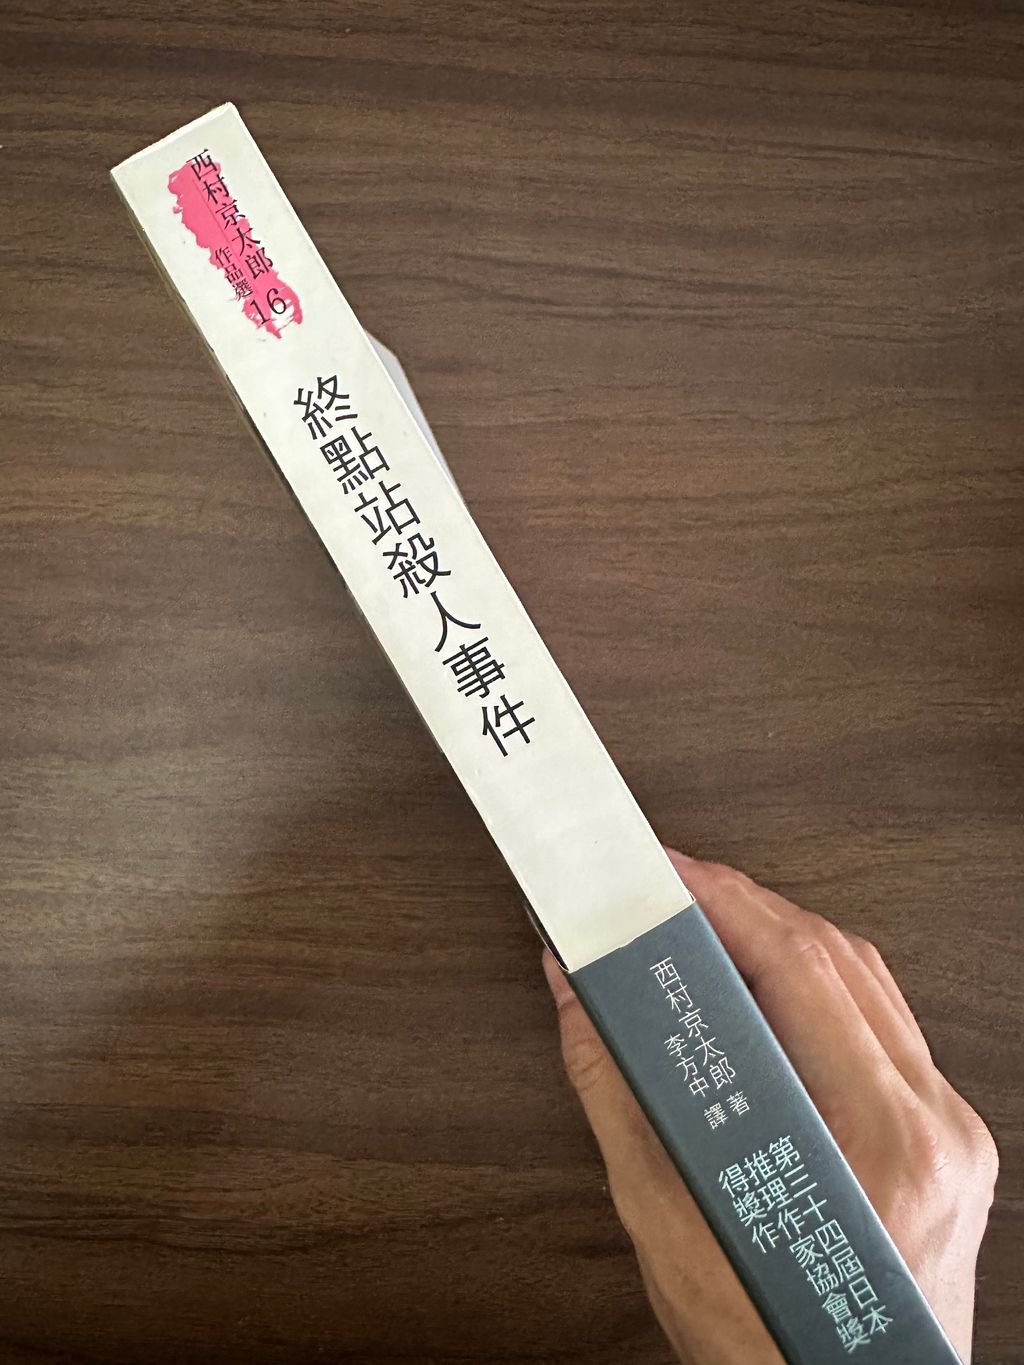 西村京太郎
作品選
16
終點站殺人事件
西村京太郎 著
李方中 譯
第三十四屆日本
推理作家協會獎
得獎作